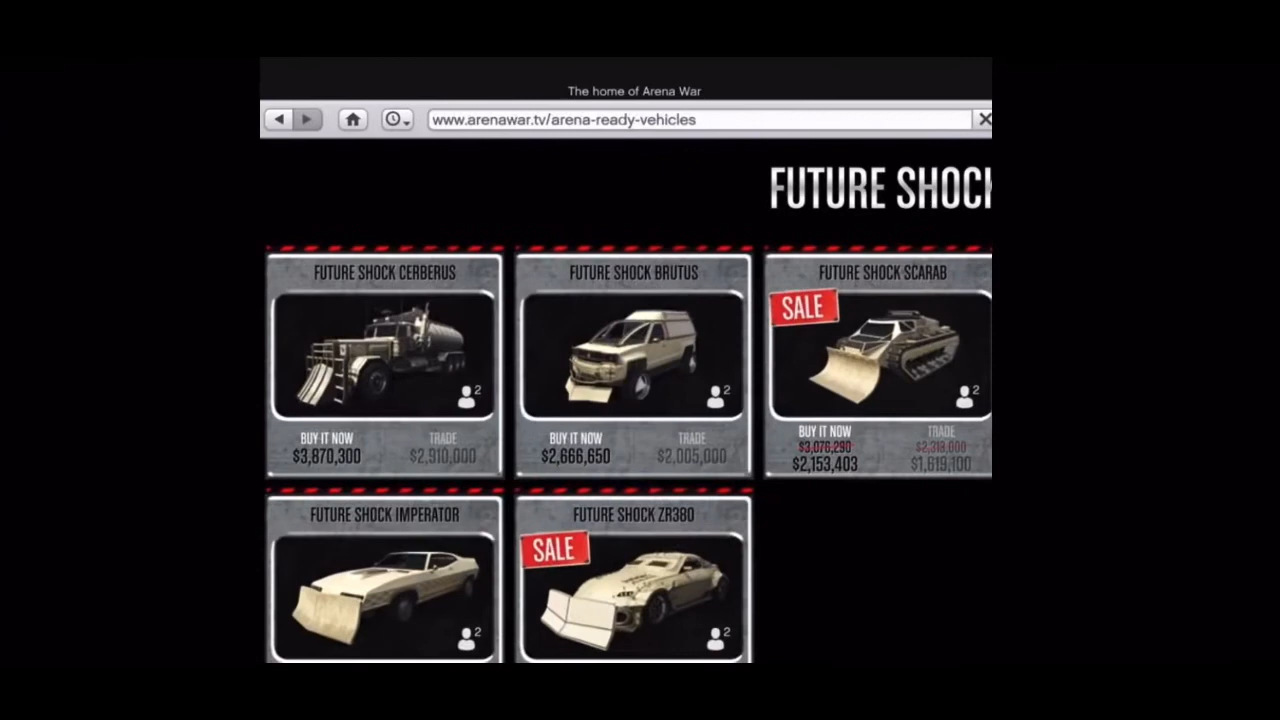 The home of Arena War
www.arenawar.tv/arena-ready-vehicles
FUTURE SHOCK
FUTURE SHOCK CERBERUS
2
BUY IT NOW TRADE
$3,870,300 $2,910,000
FUTURE SHOCK BRUTUS
2
BUY IT NOW TRADE
$2,666,650 $2,005,000
FUTURE SHOCK SCARAB
SALE
2
BUY IT NOW TRADE
$3,076,290 $2,313,000
$2,153,403 $1,619,100
FUTURE SHOCK IMPERATOR
2
FUTURE SHOCK ZR380
SALE
2